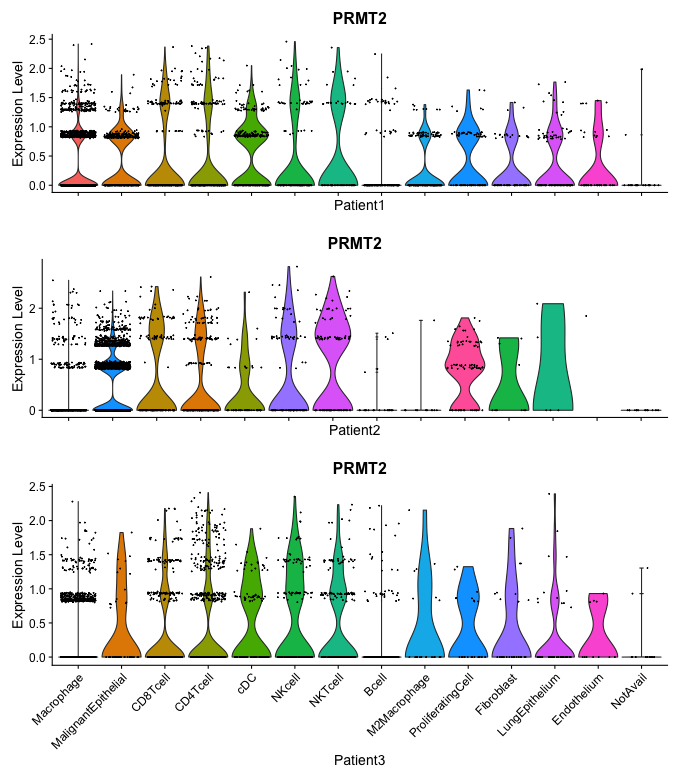 PRMT2
Expression Level
2.5
2.0
1.5
1.0
0.5
0.0
Patient1
PRMT2
Expression Level
2
1
0
Patient2
PRMT2
Expression Level
2.5
2.0
1.5
1.0
0.5
0.0
Macrophage
MalignantEpithelial
CD8Tcell
CD4Tcell
cDC
NKcell
NKTcell
Bcell
M2Macrophage
ProliferatingCell
Fibroblast
LungEpithelium
Endothelium
NotAvail
Patient3